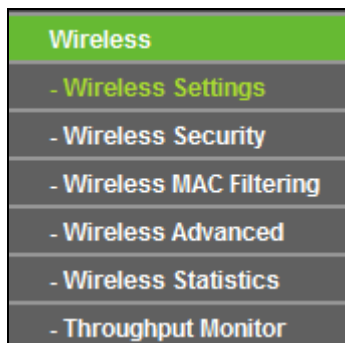 Wireless
- Wireless Settings
- Wireless Security
- Wireless MAC Filtering
- Wireless Advanced
- Wireless Statistics
- Throughput Monitor